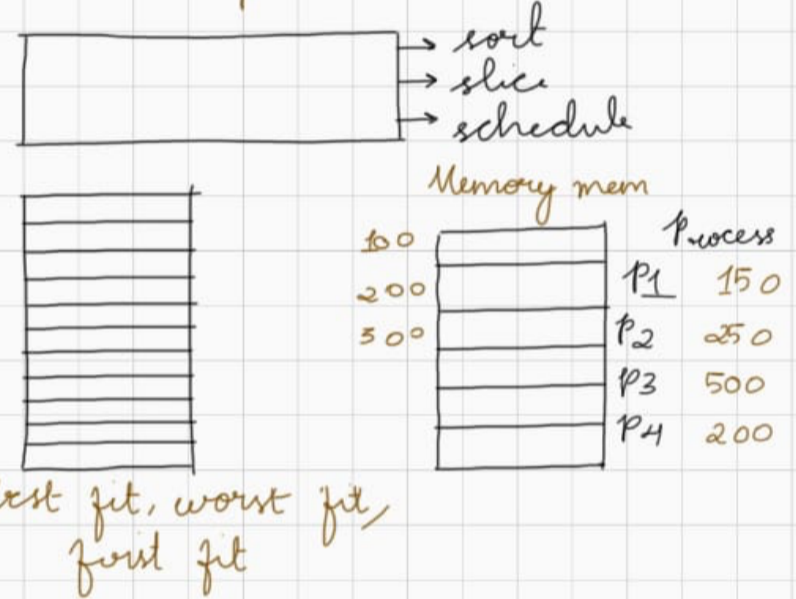 sort
slice
schedule
Memory mem
100
200
300
Process
P1 150
P2 250
P3 500
P4 200
fit, worst fit,
first fit